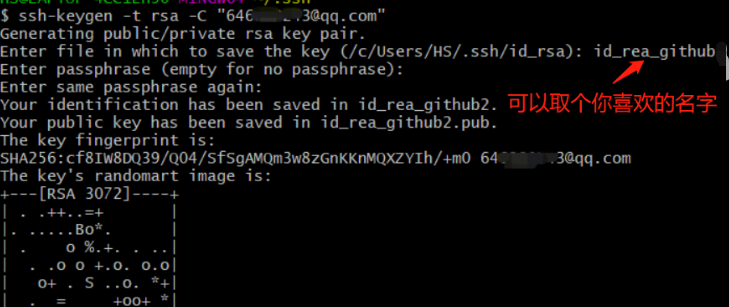 $ ssh-keygen -t rsa -C "646 243@qq.com"
Generating public/private rsa key pair.
Enter file in which to save the key (/c/Users/HS/.ssh/id_rsa): id_rea_github
Enter passphrase (empty for no passphrase):
Enter same passphrase again:
可以取个你喜欢的名字
Your identification has been saved in id_rea_github2.
Your public key has been saved in id_rea_github2.pub.
The key fingerprint is:
SHA256:cf8IW8DQ39/Q04/SfSgAMQm3w8zGnKKnMQXZYIh/+m0 64 3@qq.com
The key's randomart image is:
+---[RSA 3072]----+
| . .++..=+       |
|. .....Bo*.      |
| .    o %.+. . ..|
|  . .o o +.o. o.o|
|   o+ . S ..o. *+|
| .  =     +oo+ *|